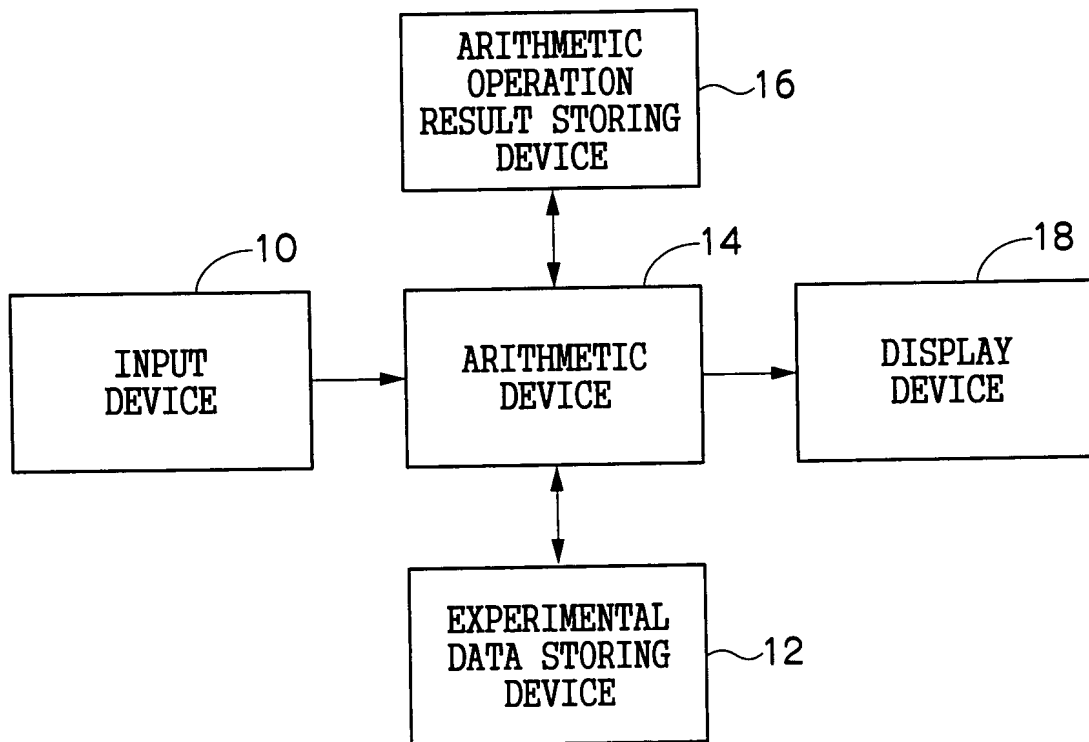 ARITHMETIC
OPERATION
RESULT STORING
DEVICE
16
10
14
18
INPUT
DEVICE
ARITHMETIC
DEVICE
DISPLAY
DEVICE
EXPERIMENTAL
DATA STORING
DEVICE
12